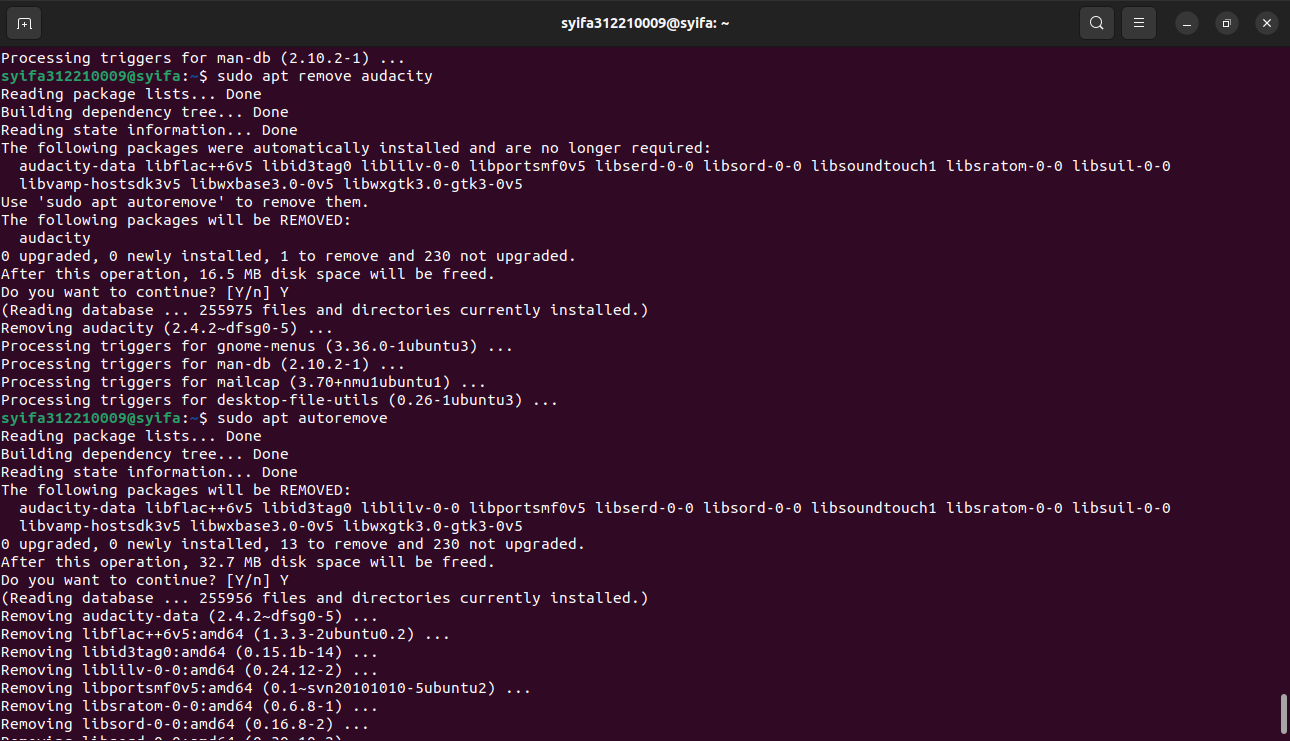 syifa312210009@syifa: ~
Processing triggers for man-db (2.10.2-1) ...
syifa312210009@syifa:~$ sudo apt remove audacity
Reading package lists... Done
Building dependency tree... Done
Reading state information... Done
The following packages were automatically installed and are no longer required:
  audacity-data libflac++6v5 libid3tag0 liblilv-0-0 libportsmf0v5 libserd-0-0 libsord-0-0 libsoundtouch1 libsratom-0-0 libsuil-0-0
  libvamp-hostsdk3v5 libwxbase3.0-0v5 libwxgtk3.0-gtk3-0v5
Use 'sudo apt autoremove' to remove them.
The following packages will be REMOVED:
  audacity
0 upgraded, 0 newly installed, 1 to remove and 230 not upgraded.
After this operation, 16.5 MB disk space will be freed.
Do you want to continue? [Y/n] Y
(Reading database ... 255975 files and directories currently installed.)
Removing audacity (2.4.2~dfsg0-5) ...
Processing triggers for gnome-menus (3.36.0-1ubuntu3) ...
Processing triggers for man-db (2.10.2-1) ...
Processing triggers for mailcap (3.70+nmu1ubuntu1) ...
Processing triggers for desktop-file-utils (0.26-1ubuntu3) ...
syifa312210009@syifa:~$ sudo apt autoremove
Reading package lists... Done
Building dependency tree... Done
Reading state information... Done
The following packages will be REMOVED:
  audacity-data libflac++6v5 libid3tag0 liblilv-0-0 libportsmf0v5 libserd-0-0 libsord-0-0 libsoundtouch1 libsratom-0-0 libsuil-0-0
  libvamp-hostsdk3v5 libwxbase3.0-0v5 libwxgtk3.0-gtk3-0v5
0 upgraded, 0 newly installed, 13 to remove and 230 not upgraded.
After this operation, 32.7 MB disk space will be freed.
Do you want to continue? [Y/n] Y
(Reading database ... 255956 files and directories currently installed.)
Removing audacity-data (2.4.2~dfsg0-5) ...
Removing libflac++6v5:amd64 (1.3.3-2ubuntu0.2) ...
Removing libid3tag0:amd64 (0.15.1b-14) ...
Removing liblilv-0-0:amd64 (0.24.12-2) ...
Removing libportsmf0v5:amd64 (0.1~svn20101010-5ubuntu2) ...
Removing libsratom-0-0:amd64 (0.6.8-1) ...
Removing libsord-0-0:amd64 (0.16.8-2) ...